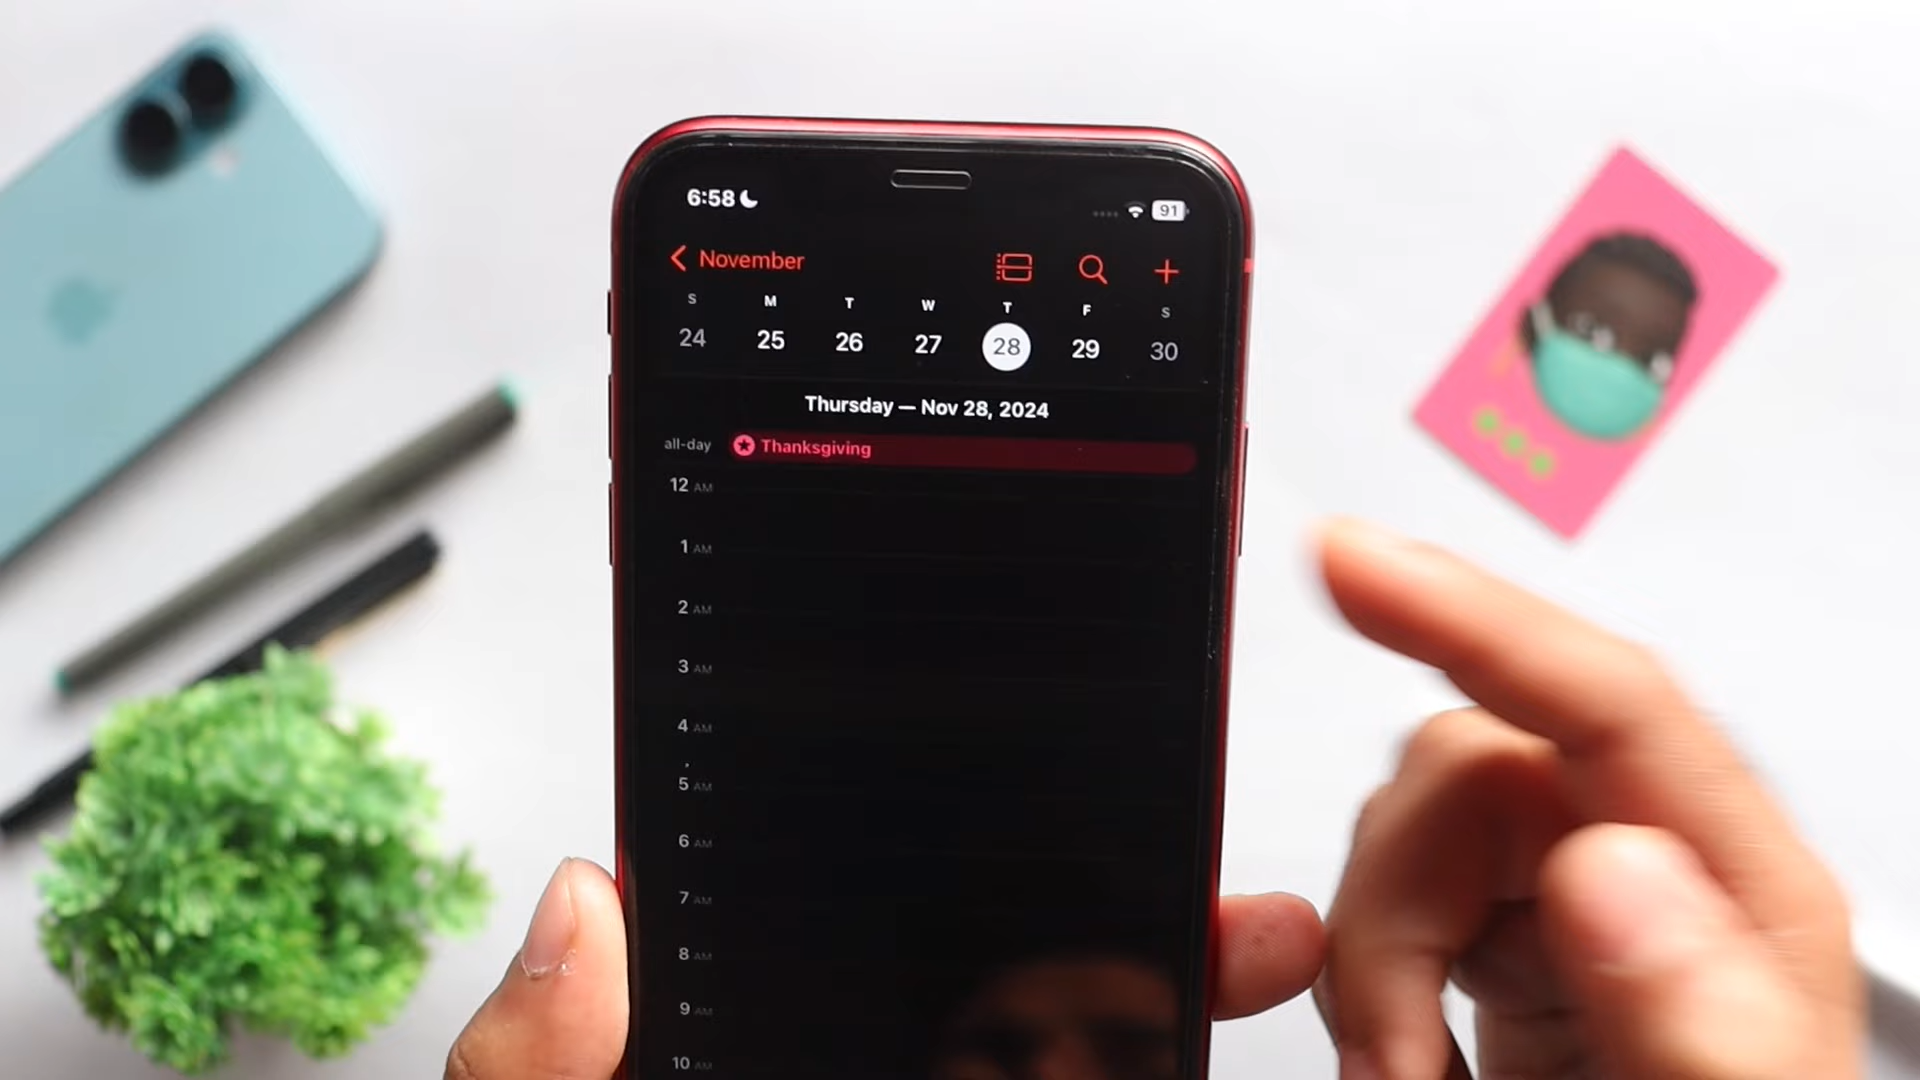 6:58
91
November
S M T W T F S
24 25 26 27 28 29 30
Thursday — Nov 28, 2024
all-day Thanksgiving
12 AM
1 AM
2 AM
3 AM
4 AM
5 AM
6 AM
7 AM
8 AM
9 AM
10 AM